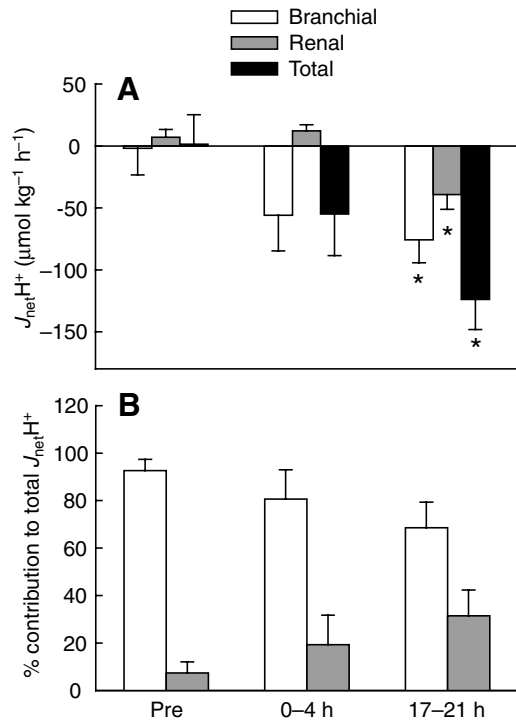 Branchial
Renal
Total
A
50
0
-50
−100
−150
JnetH⁺ (µmol kg⁻¹ h⁻¹)
*
*
*
B
120
100
80
60
40
20
0
% contribution to total JnetH⁺
Pre
0–4 h
17–21 h